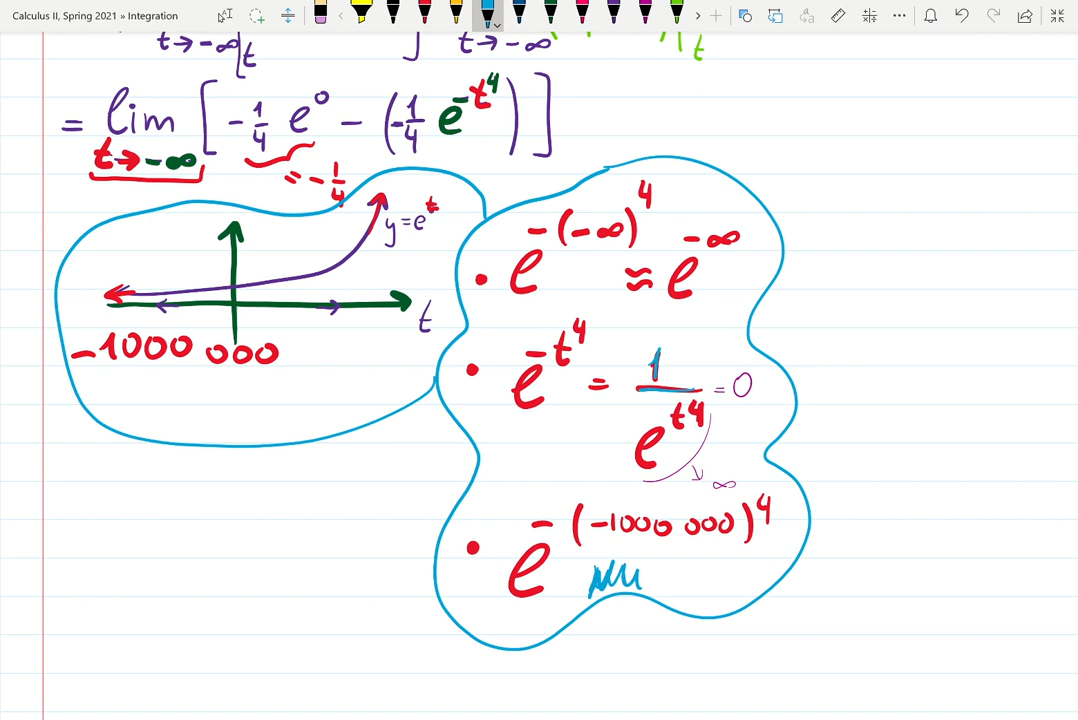 Calculus II, Spring 2021 » Integration
t→-∞ t t→-∞ t
= lim [ -1/4 e^0 - (-1/4 e^-t^4) ]
t→-∞
= -1/4
y=e^t
t
-1000 000
• e^-(-∞)^4 ≈ e^-∞
• e^-t^4 = 1/e^t^4 = 0
→ ∞
• e^-(-1000 000)^4